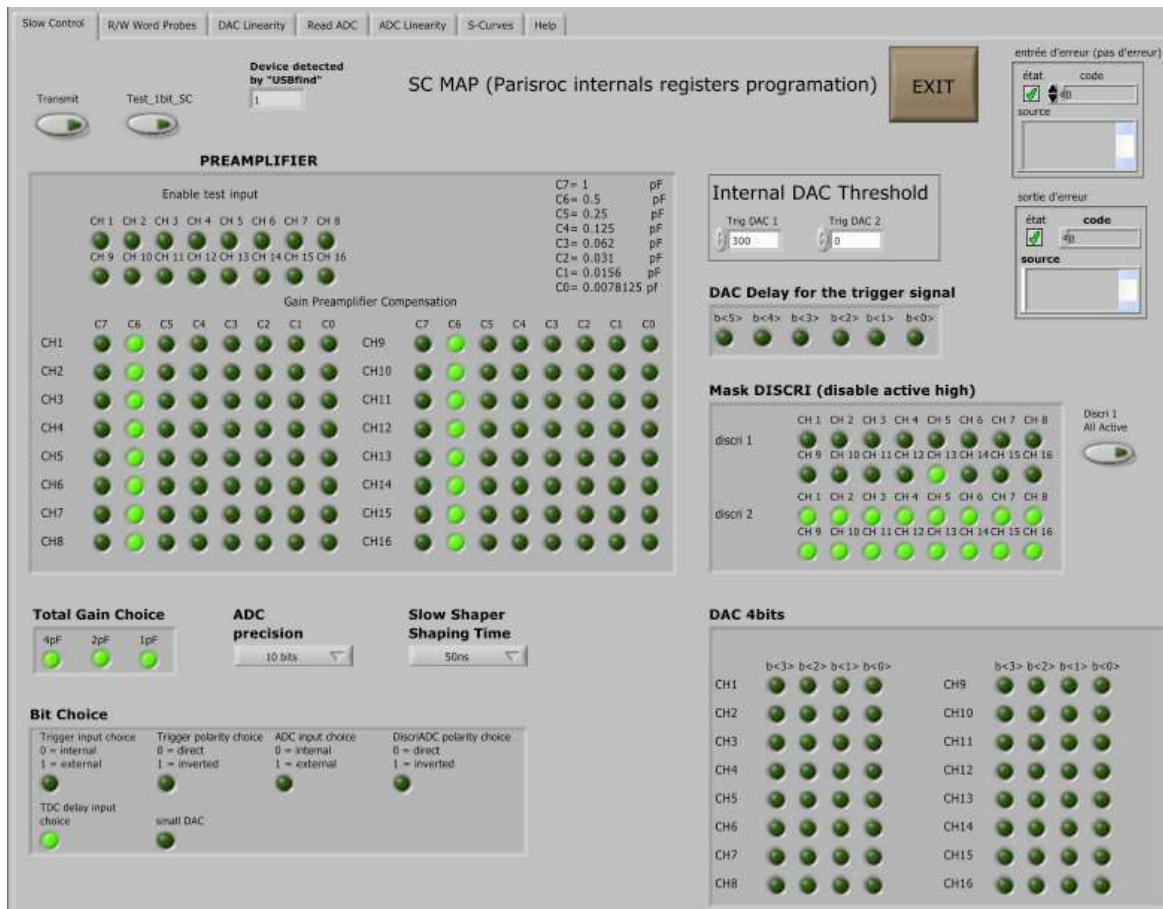 Slow Control R/W Word Probes DAC Linearity Read ADC ADC Linearity S-Curves Help
Transmit
Test_1bit_SC
Device detected
by "USBfind"
1
SC MAP (Parisroc internals registers programation)
EXIT
entrée d'erreur (pas d'erreur)
état code
source
sortie d'erreur
état code
source
PREAMPLIFIER
Enable test input
CH 1 CH 2 CH 3 CH 4 CH 5 CH 6 CH 7 CH 8
CH 9 CH 10 CH 11 CH 12 CH 13 CH 14 CH 15 CH 16
C7= 1 pF
C6= 0.5 pF
C5= 0.25 pF
C4= 0.125 pF
C3= 0.062 pF
C2= 0.031 pF
C1= 0.0156 pF
C0= 0.0078125 pf
Gain Preamplifier Compensation
C7 C6 C5 C4 C3 C2 C1 C0 C7 C6 C5 C4 C3 C2 C1 C0
CH1 CH9
CH2 CH10
CH3 CH11
CH4 CH12
CH5 CH13
CH6 CH14
CH7 CH15
CH8 CH16
Internal DAC Threshold
Trig DAC 1 Trig DAC 2
300 0
DAC Delay for the trigger signal
b<5> b<4> b<3> b<2> b<1> b<0>
Mask DISCRI (disable active high)
CH 1 CH 2 CH 3 CH 4 CH 5 CH 6 CH 7 CH 8
discri 1
CH 9 CH 10 CH 11 CH 12 CH 13 CH 14 CH 15 CH 16
CH 1 CH 2 CH 3 CH 4 CH 5 CH 6 CH 7 CH 8
discri 2
CH 9 CH 10 CH 11 CH 12 CH 13 CH 14 CH 15 CH 16
Discri 1
All Active
Total Gain Choice
4pF 2pF 1pF
ADC
precision
10 bits
Slow Shaper
Shaping Time
50ns
Bit Choice
Trigger input choice
0 = internal
1 = external
Trigger polarity choice
0 = direct
1 = inverted
ADC input choice
0 = internal
1 = external
DiscriADC polarity choice
0 = direct
1 = inverted
TDC delay input
choice
small DAC
DAC 4bits
b<3> b<2> b<1> b<0> b<3> b<2> b<1> b<0>
CH1 CH9
CH2 CH10
CH3 CH11
CH4 CH12
CH5 CH13
CH6 CH14
CH7 CH15
CH8 CH16